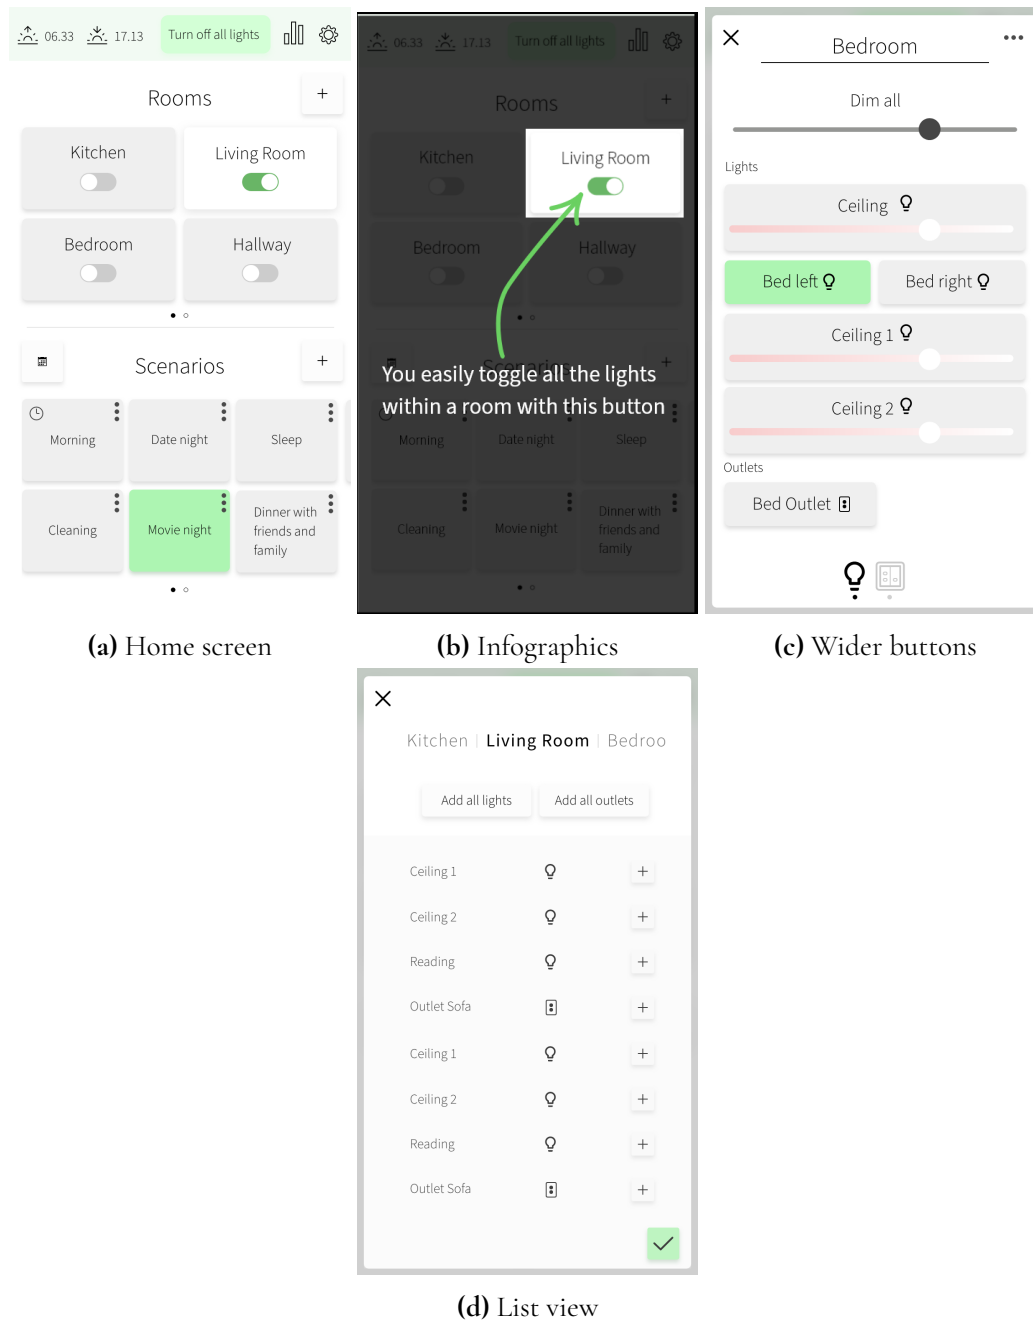 06.33
17.13
Turn off all lights
Rooms
+
Kitchen
Living Room
Bedroom
Hallway
Scenarios
+
Morning
Date night
Sleep
Cleaning
Movie night
Dinner with
friends and
family
(a) Home screen
06.33
17.13
Turn off all lights
Rooms
+
Kitchen
Living Room
Bedroom
Hallway
Scenarios
+
You easily toggle all the lights
within a room with this button
Morning
Date night
Sleep
Cleaning
Movie night
Dinner with
friends and
family
(b) Infographics
Bedroom
Dim all
Lights
Ceiling
Bed left
Bed right
Ceiling 1
Ceiling 2
Outlets
Bed Outlet
(c) Wider buttons
Kitchen | Living Room | Bedroo
Add all lights
Add all outlets
Ceiling 1 +
Ceiling 2 +
Reading +
Outlet Sofa +
Ceiling 1 +
Ceiling 2 +
Reading +
Outlet Sofa +
(d) List view